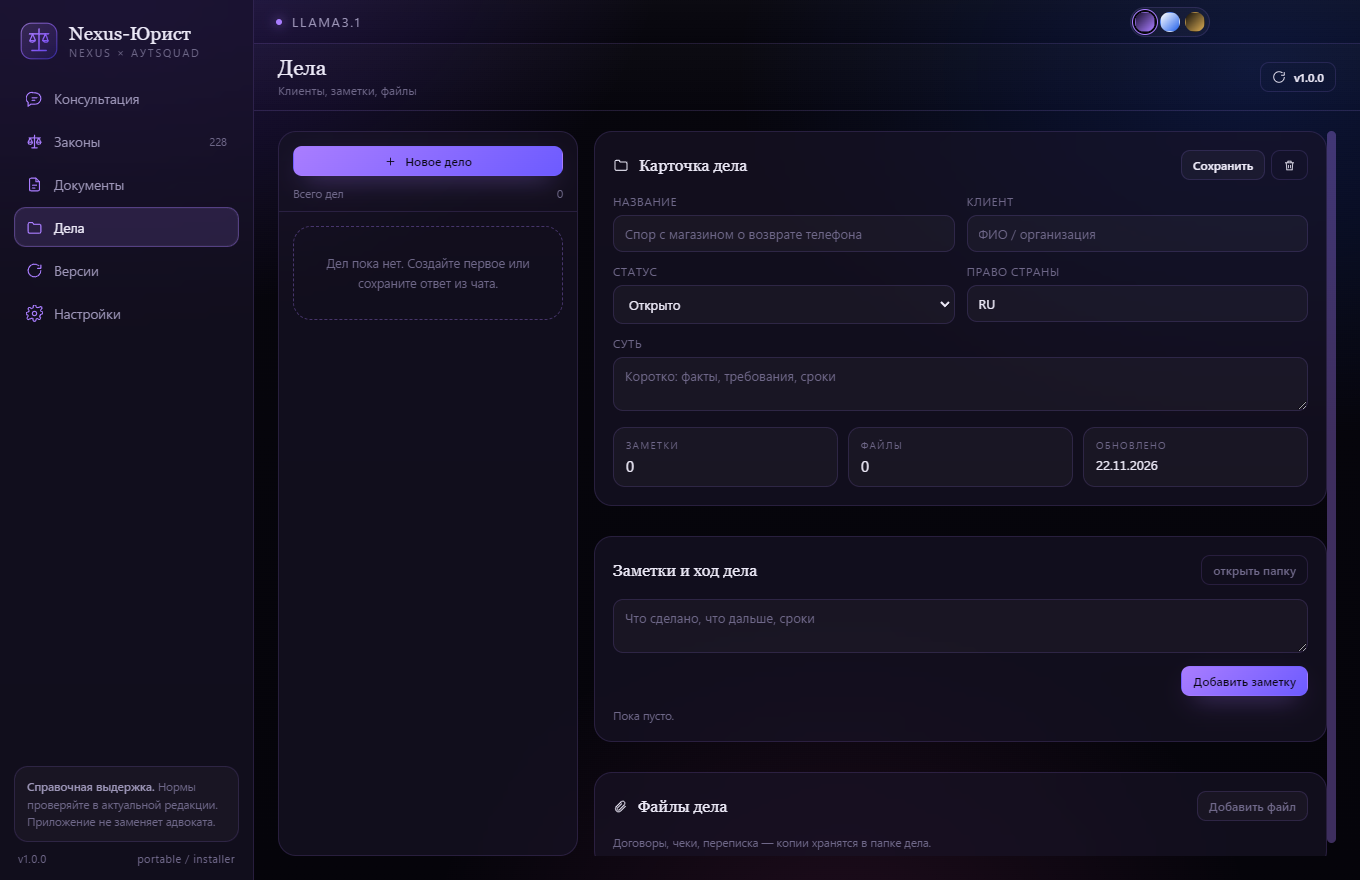 Nexus-Юрист
NEXUS × АУТSQUAD
Консультация
Законы 228
Документы
Дела
Версии
Настройки
Справочная выдержка. Нормы
проверяйте в актуальной редакции.
Приложение не заменяет адвоката.
v1.0.0 portable / installer
LLAMA3.1
Дела
Клиенты, заметки, файлы
v1.0.0
+ Новое дело
Всего дел 0
Дел пока нет. Создайте первое или
сохраните ответ из чата.
Карточка дела
Сохранить
НАЗВАНИЕ
КЛИЕНТ
Спор с магазином о возврате телефона
ФИО / организация
СТАТУС
ПРАВО СТРАНЫ
Открыто
RU
СУТЬ
Коротко: факты, требования, сроки
ЗАМЕТКИ
0
ФАЙЛЫ
0
ОБНОВЛЕНО
22.11.2026
Заметки и ход дела
открыть папку
Что сделано, что дальше, сроки
Добавить заметку
Пока пусто.
Файлы дела
Добавить файл
Договоры, чеки, переписка — копии хранятся в папке дела.